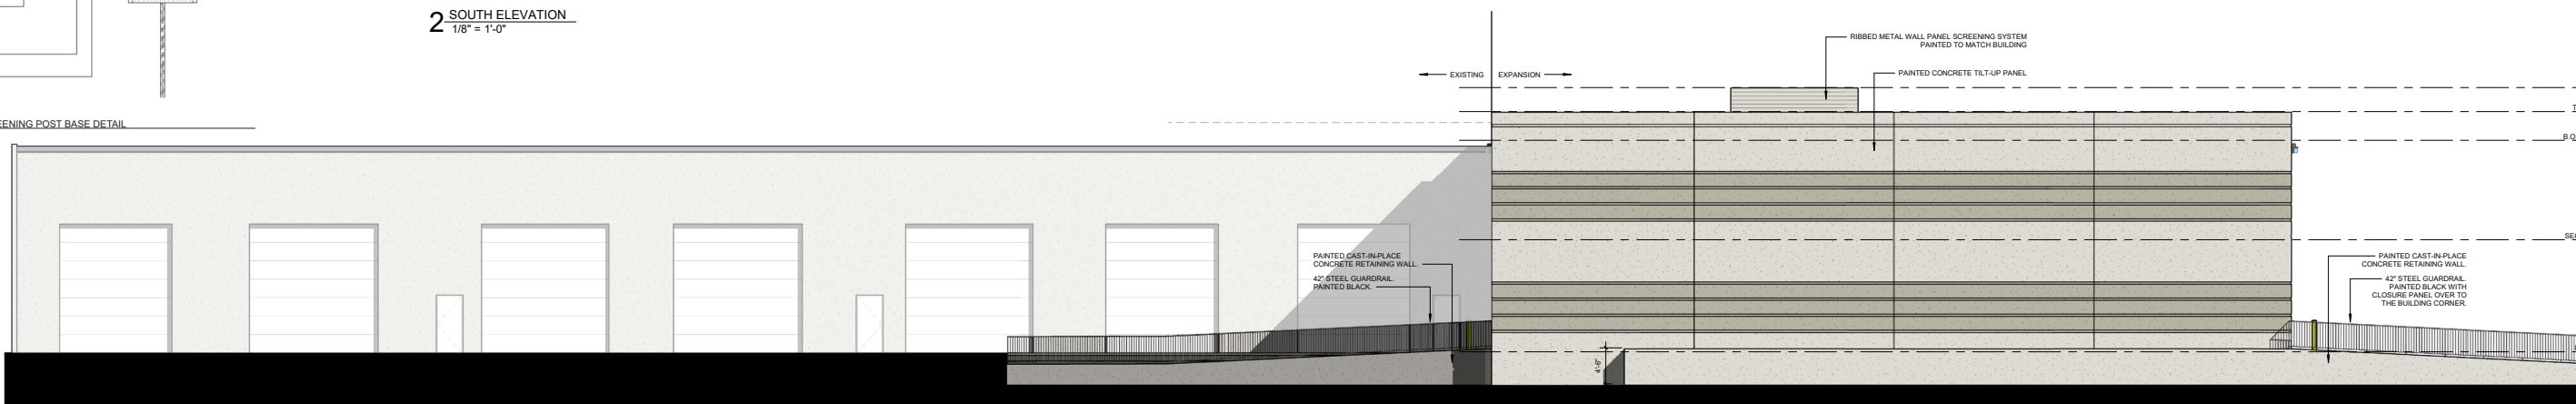 2 SOUTH ELEVATION
1/8" = 1'-0"
RIBBED METAL WALL PANEL SCREENING SYSTEM
PAINTED TO MATCH BUILDING
EXISTING
EXPANSION
PAINTED CONCRETE TILT-UP PANEL
EENING POST BASE DETAIL
T
B.O
SE
PAINTED CAST-IN-PLACE
CONCRETE RETAINING WALL.
42" STEEL GUARDRAIL.
PAINTED BLACK.
PAINTED CAST-IN-PLACE
CONCRETE RETAINING WALL.
42" STEEL GUARDRAIL.
PAINTED BLACK WITH
CLOSURE PANEL OVER TO
THE BUILDING CORNER.
4'-6"